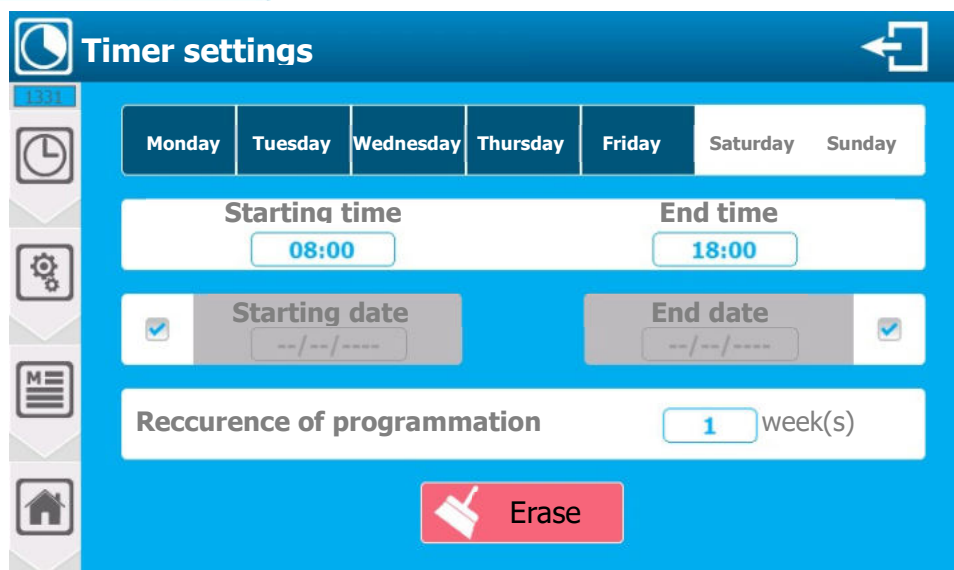 Timer settings
1331
Monday Tuesday Wednesday Thursday Friday Saturday Sunday
Starting time End time
08:00 18:00
Starting date End date
--/--/---- --/--/----
M
Reccurence of programmation 1 week(s)
Erase